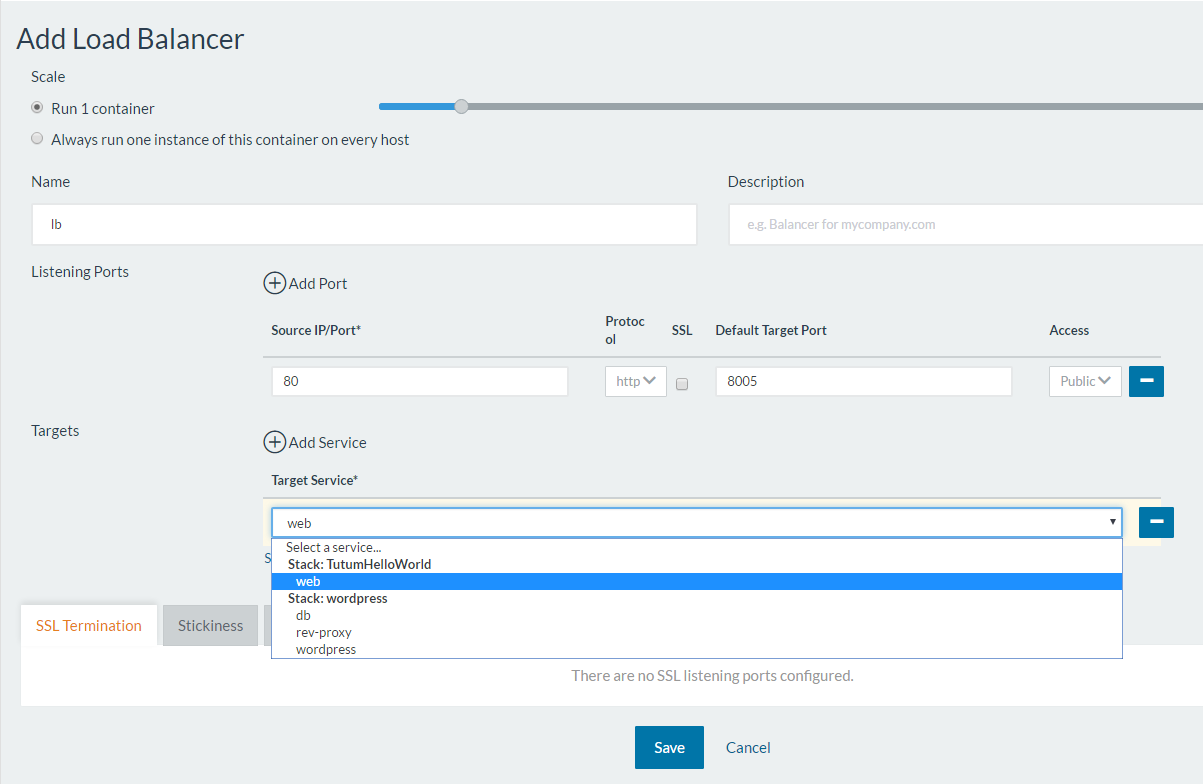 Add Load Balancer
Scale
Run 1 container
Always run one instance of this container on every host
Name
Description
lb
e.g. Balancer for mycompany.com
Listening Ports
Add Port
Source IP/Port*
Protoc
ol
SSL
Default Target Port
Access
80
http
8005
Public
Targets
Add Service
Target Service*
web
Select a service...
S
Stack: TutumHelloWorld
web
Stack: wordpress
db
rev-proxy
wordpress
SSL Termination
Stickiness
There are no SSL listening ports configured.
Save
Cancel